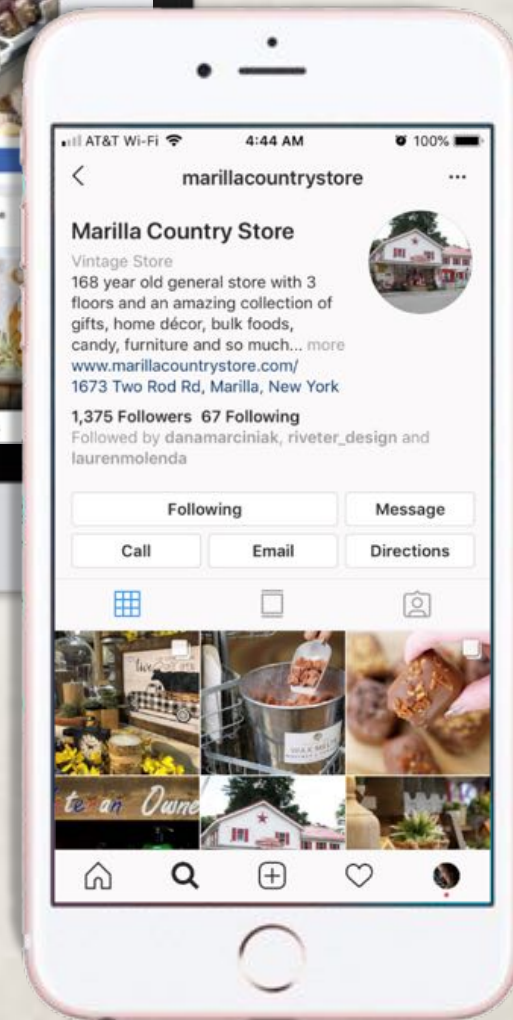 AT&T Wi-Fi 4:44 AM 100%
marillacountrystore
Marilla Country Store
Vintage Store
168 year old general store with 3
floors and an amazing collection of
gifts, home décor, bulk foods,
candy, furniture and so much... more
www.marillacountrystore.com/
1673 Two Rod Rd, Marilla, New York
1,375 Followers 67 Following
Followed by danamarciniak, riveter_design and
laurenmolenda
Following Message
Call Email Directions
WAX MELTS
Owne